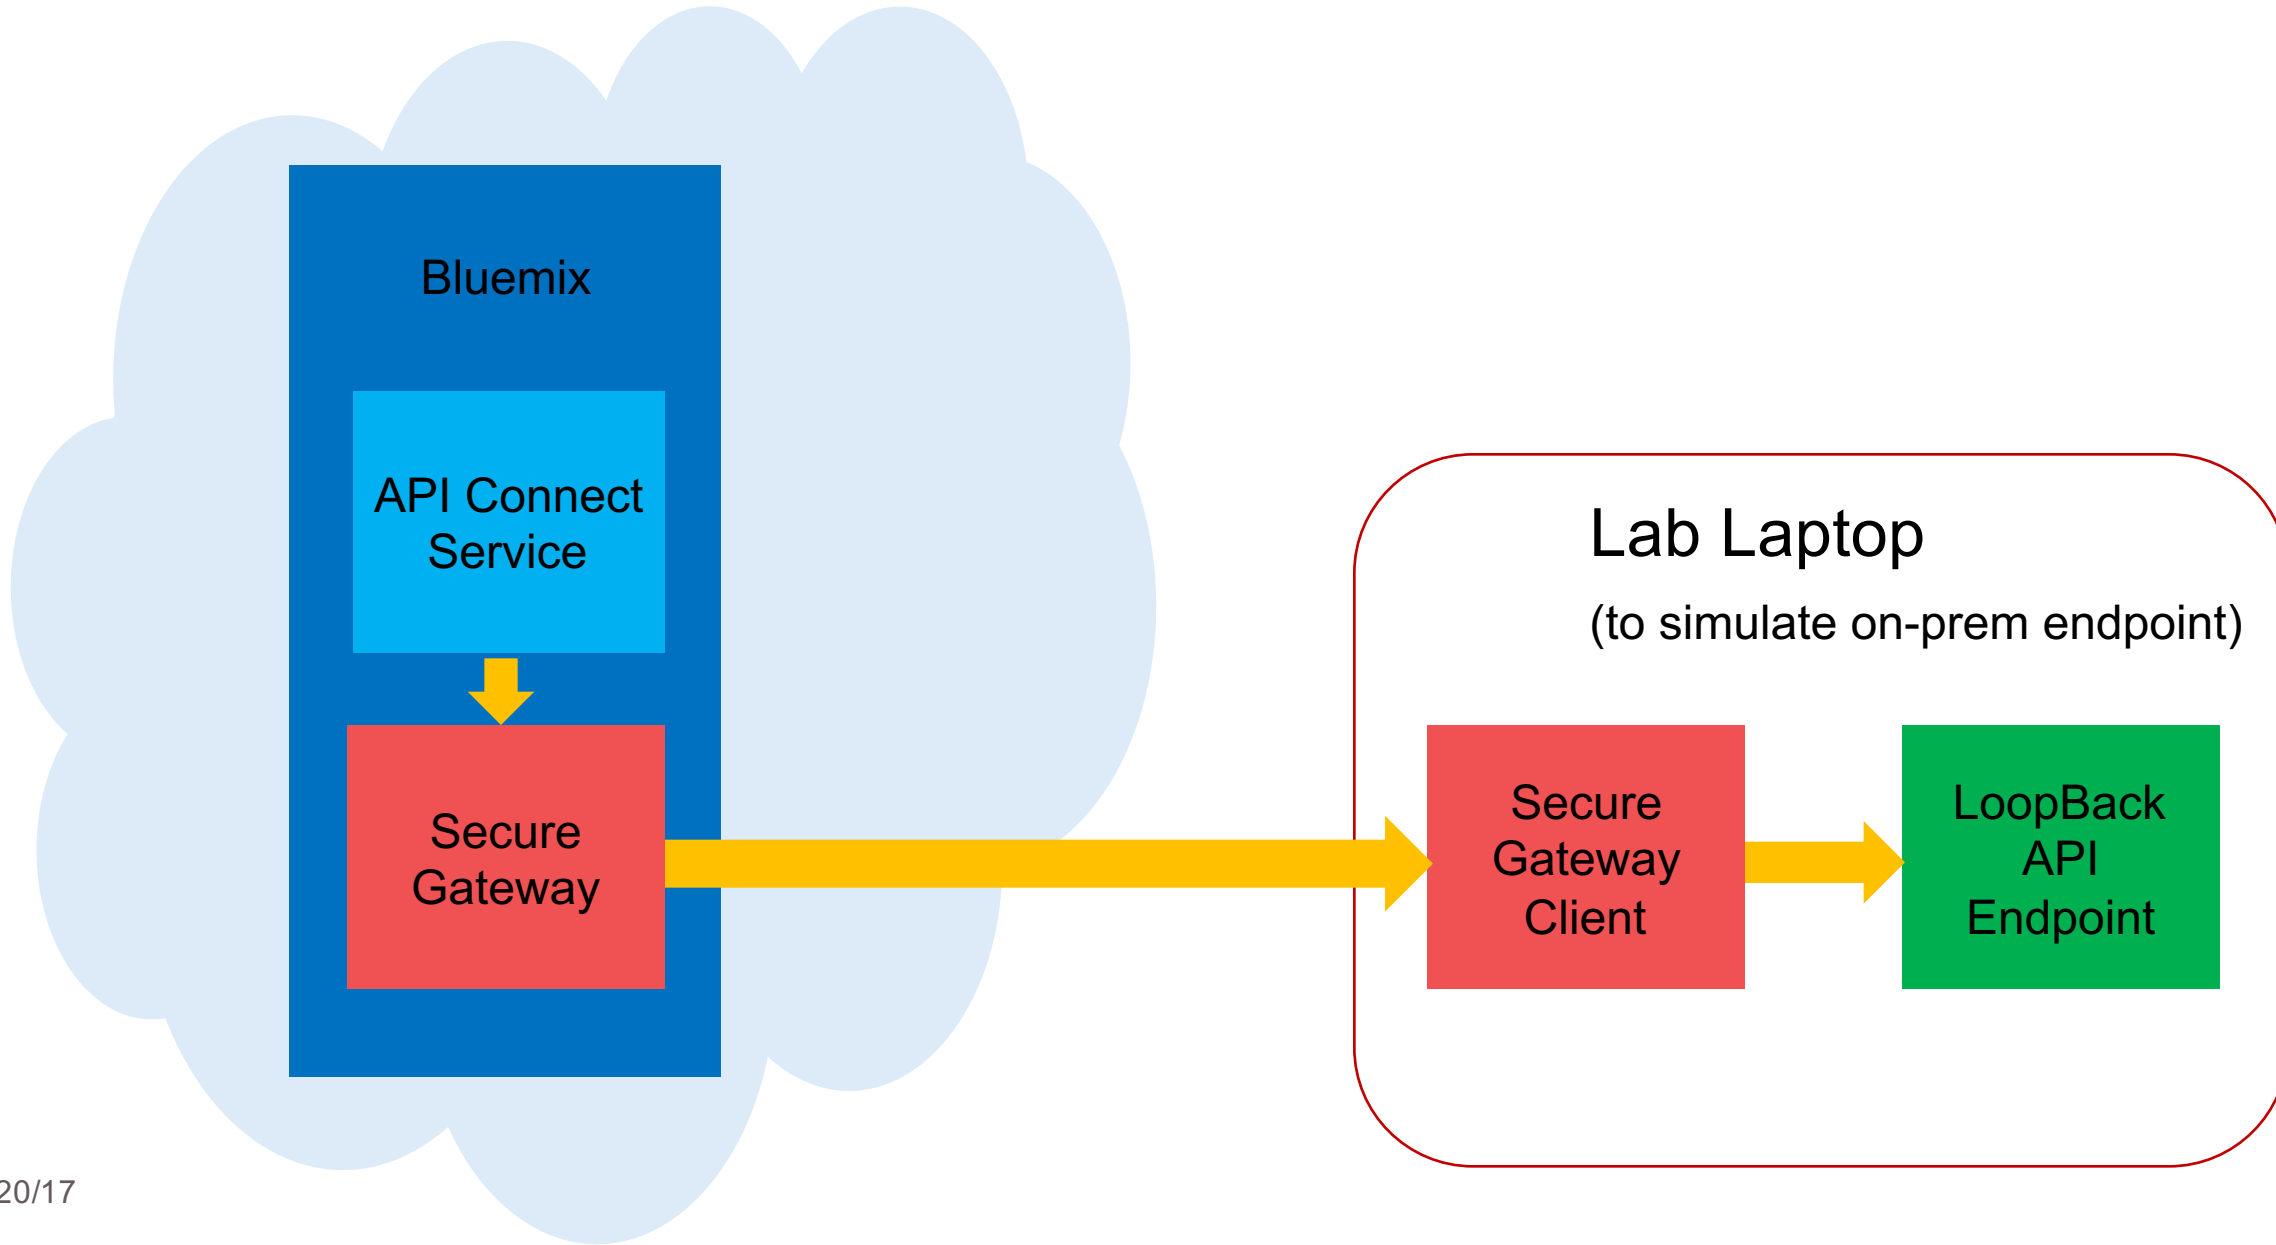 Bluemix
API Connect
Service
Secure
Gateway
Lab Laptop
(to simulate on-prem endpoint)
Secure
Gateway
Client
LoopBack
API
Endpoint
20/17